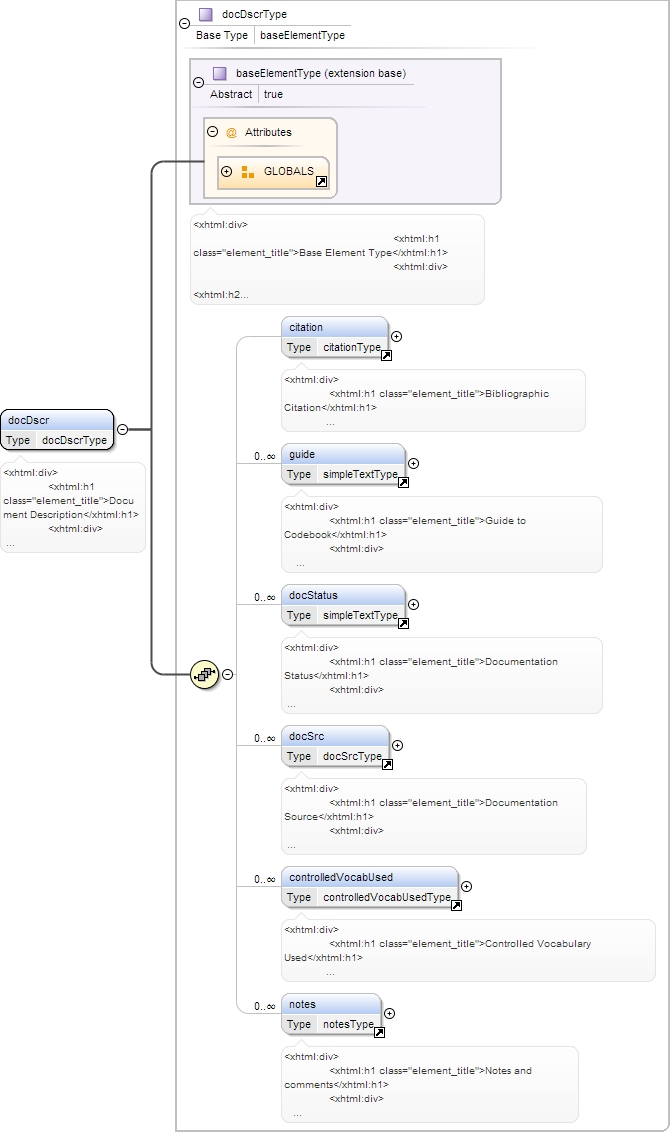 docDscrType
Base Type baseElementType
baseElementType (extension base)
Abstract true
@ Attributes
GLOBALS
<xhtml:div>
<xhtml:h1
class="element_title">Base Element Type</xhtml:h1>
<xhtml:div>
<xhtml:h2...
docDscr
Type docDscrType
<xhtml:div>
<xhtml:h1
class="element_title">Docu
ment Description</xhtml:h1>
<xhtml:div>
...
citation
Type citationType
<xhtml:div>
<xhtml:h1 class="element_title">Bibliographic
Citation</xhtml:h1>
...
0..∞
guide
Type simpleTextType
<xhtml:div>
<xhtml:h1 class="element_title">Guide to
Codebook</xhtml:h1>
<xhtml:div>
...
0..∞
docStatus
Type simpleTextType
<xhtml:div>
<xhtml:h1 class="element_title">Documentation
Status</xhtml:h1>
<xhtml:div>
...
0..∞
docSrc
Type docSrcType
<xhtml:div>
<xhtml:h1 class="element_title">Documentation
Source</xhtml:h1>
<xhtml:div>
...
0..∞
controlledVocabUsed
Type controlledVocabUsedType
<xhtml:div>
<xhtml:h1 class="element_title">Controlled Vocabulary
Used</xhtml:h1>
...
0..∞
notes
Type notesType
<xhtml:div>
<xhtml:h1 class="element_title">Notes and
comments</xhtml:h1>
<xhtml:div>
...